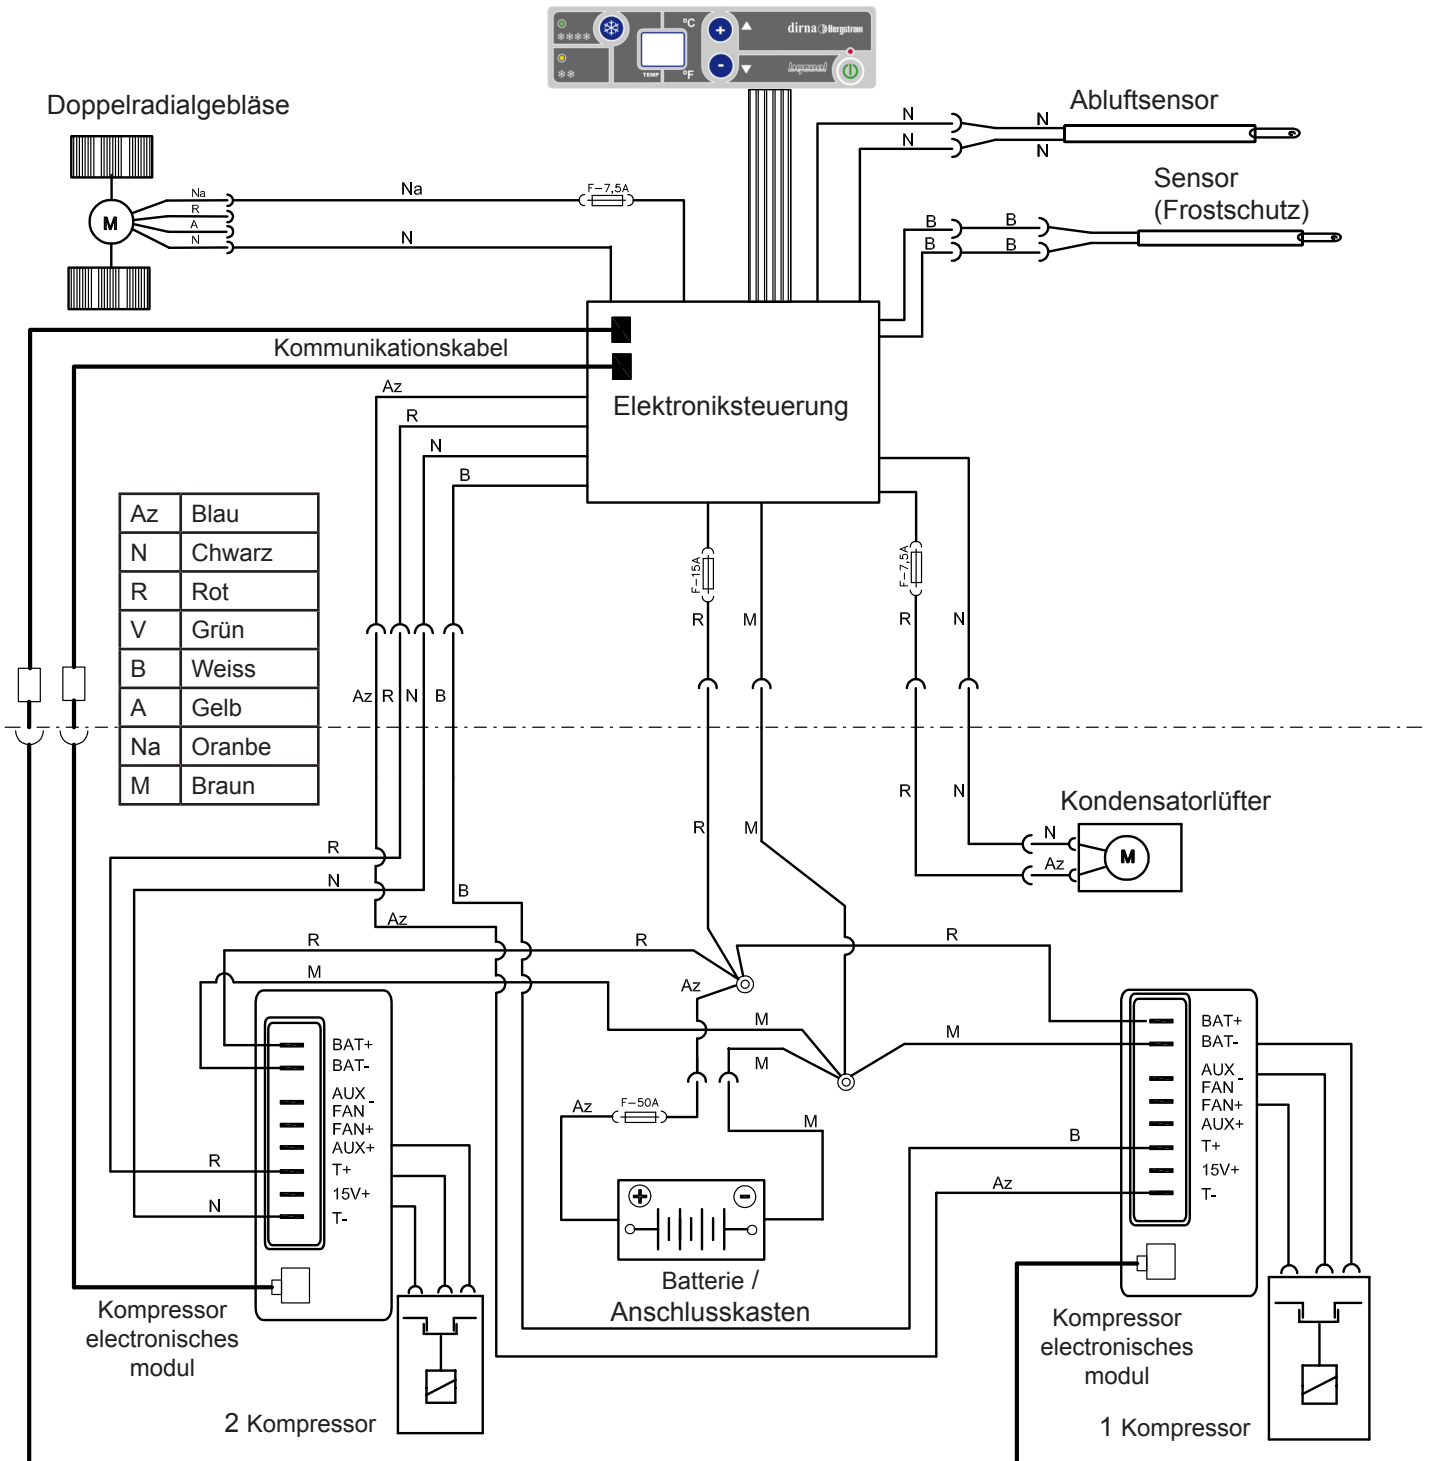 °C
dirna Bergstrom
TEMP
°F
Doppelradialgebläse
Abluftsensor
Sensor
(Frostschutz)
N
N
N
N
Na
R
A
N
Na
F-7,5A
N
M
B
B
B
B
Kommunikationskabel
Elektroniksteuerung
Az
R
N
B
Az Blau
N Chwarz
R Rot
V Grün
B Weiss
A Gelb
Na Oranbe
M Braun
F-15A
F-7,5A
R
M
R
N
Az
R
N
B
R
N
R
M
Kondensatorlüfter
N
Az
M
R
N
B
Az
R
R
R
M
Az
M
M
M
BAT+
BAT-
AUX
FAN -
FAN+
AUX+
T+
15V+
T-
BAT+
BAT-
AUX
FAN -
FAN+
AUX+
T+
15V+
T-
Az
F-50A
M
B
Az
R
N
+ -
Batterie /
Anschlusskasten
Kompressor
electronisches
modul
2 Kompressor
Kompressor
electronisches
modul
1 Kompressor